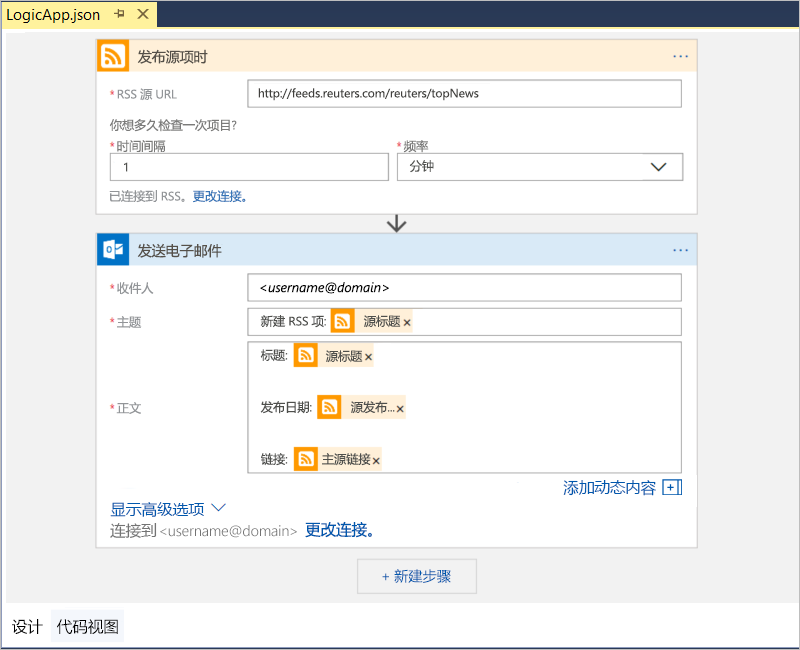 LogicApp.json
发布源项时
*RSS 源 URL
http://feeds.reuters.com/reuters/topNews
你想多久检查一次项目?
*时间间隔
*频率
1
分钟
已连接到 RSS。更改连接。
发送电子邮件
*收件人
<username@domain>
*主题
新建 RSS 项: 源标题×
标题: 源标题×
*正文
发布日期: 源发布...×
链接: 主源链接×
添加动态内容
显示高级选项
连接到 <username@domain> 更改连接。
+ 新建步骤
设计 代码视图